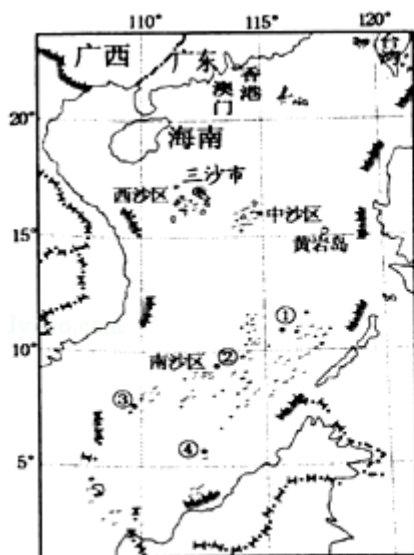 110° 115° 120°
广西
广东
台湾
香港
澳门
20°
海南
三沙市
西沙区
中沙区
黄岩岛
15°
①
10°
南沙区
②
③
④
5°